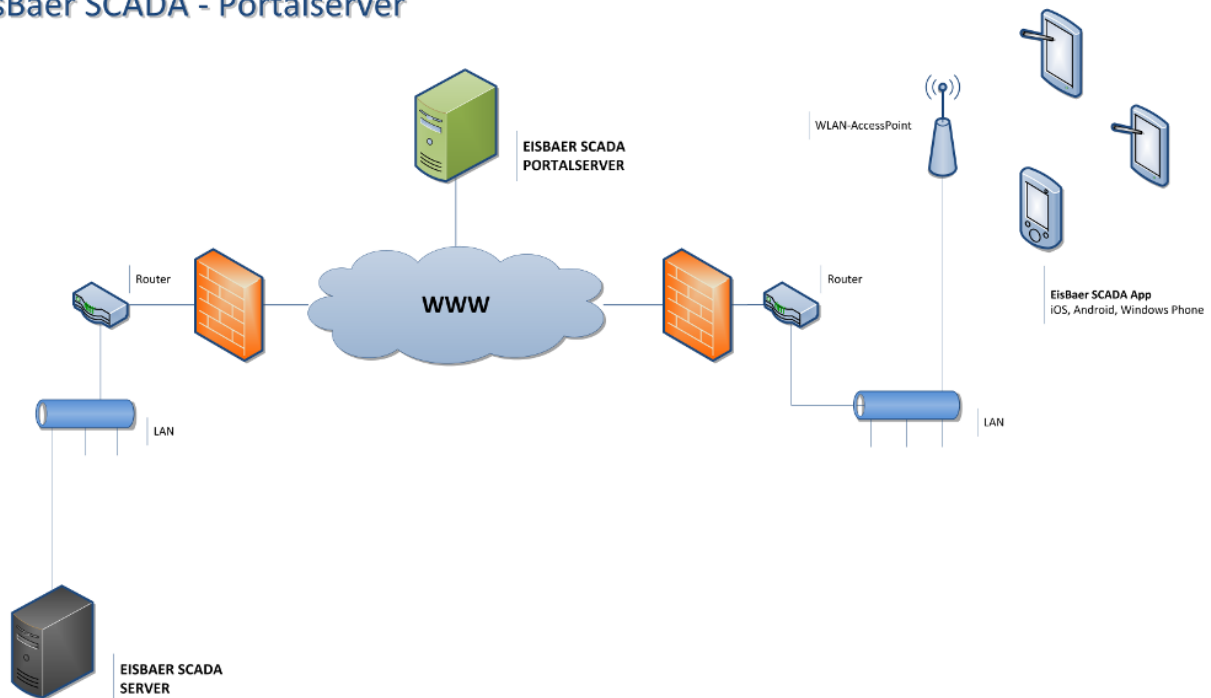 sBaer SCADA - Portalserver
EISBAER SCADA
PORTALSERVER
WLAN-AccessPoint
Router
WWW
Router
EisBaer SCADA App
iOS, Android, Windows Phone
LAN
LAN
EISBAER SCADA
SERVER